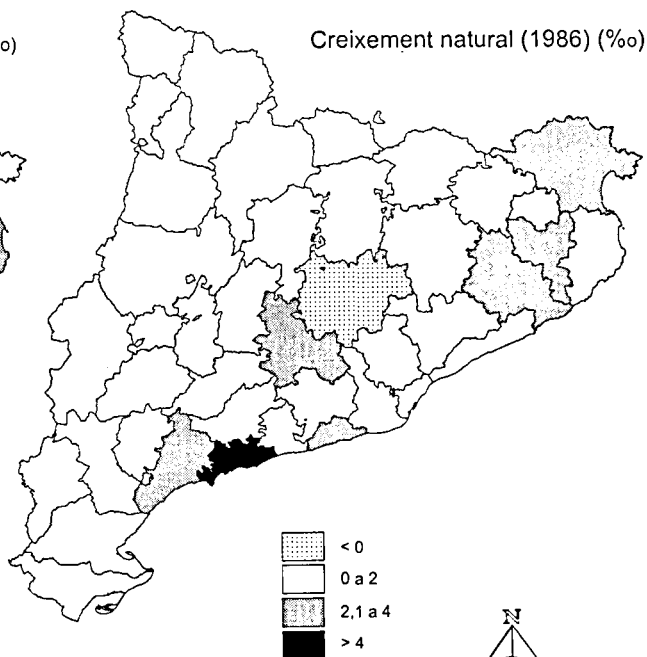 o)
Creixement natural (1986) (‰)
< 0
0 a 2
2,1 a 4
> 4
N